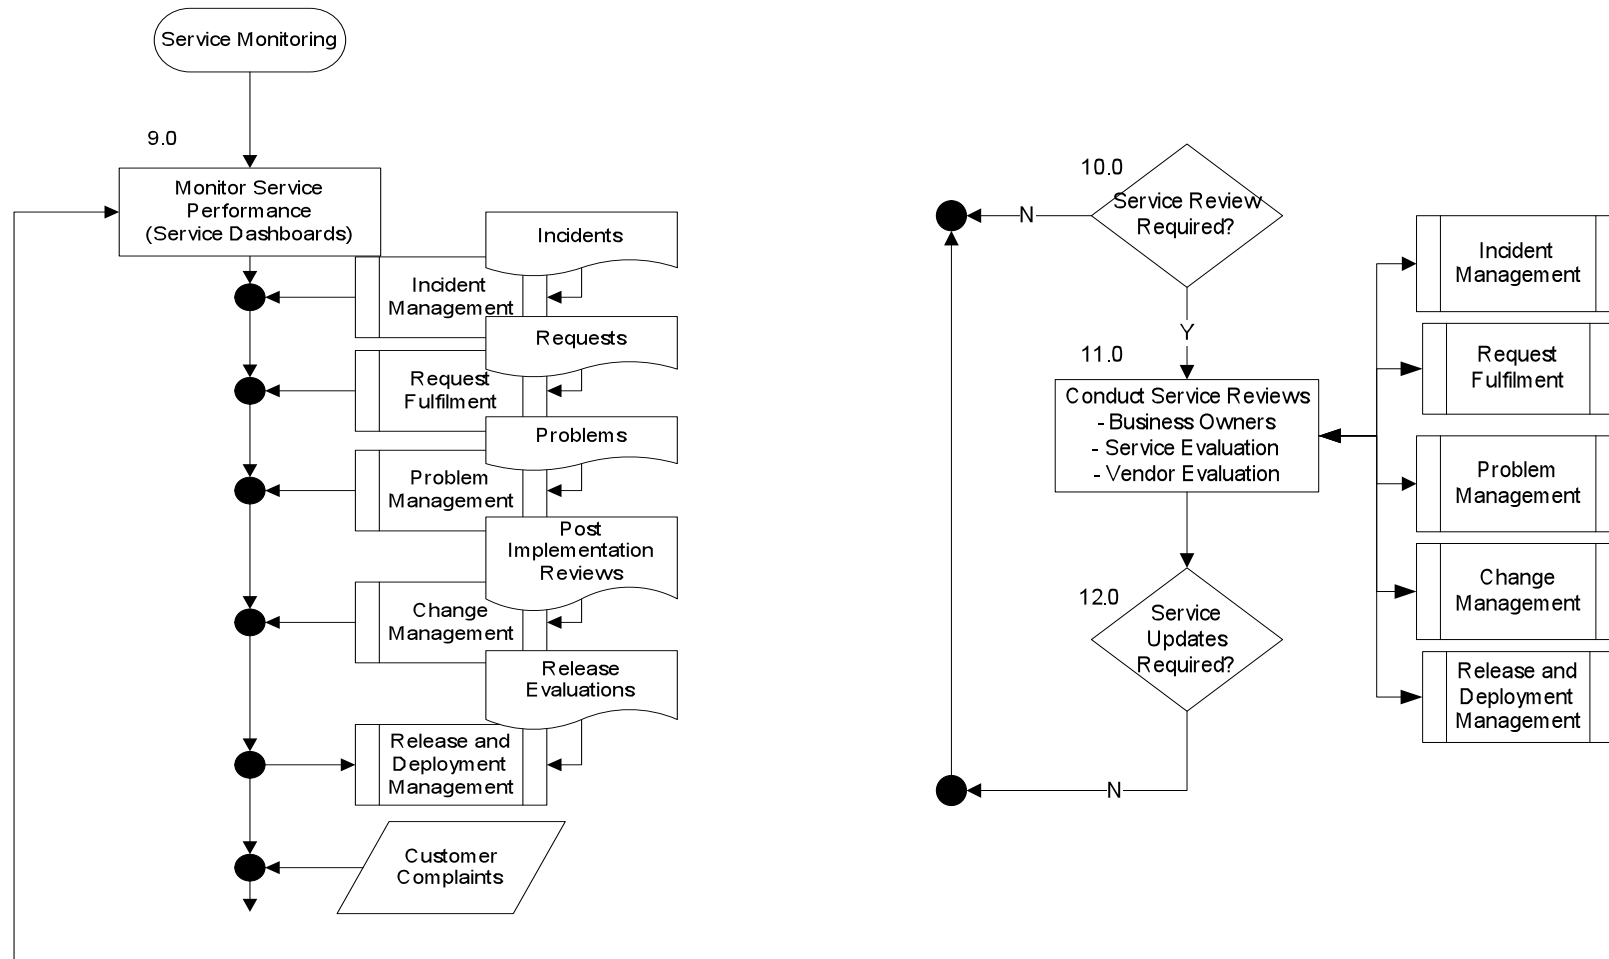 Service Monitoring
9.0
Monitor Service
Performance
(Service Dashboards)
Incidents
Incident
Management
Requests
Request
Fulfilment
Problems
Problem
Management
Post
Implementation
Reviews
Change
Management
Release
Evaluations
Release and
Deployment
Management
Customer
Complaints
10.0
Service Review
Required?
N
Y
11.0
Conduct Service Reviews
- Business Owners
- Service Evaluation
- Vendor Evaluation
12.0
Service
Updates
Required?
N
Incident
Management
Request
Fulfilment
Problem
Management
Change
Management
Release and
Deployment
Management